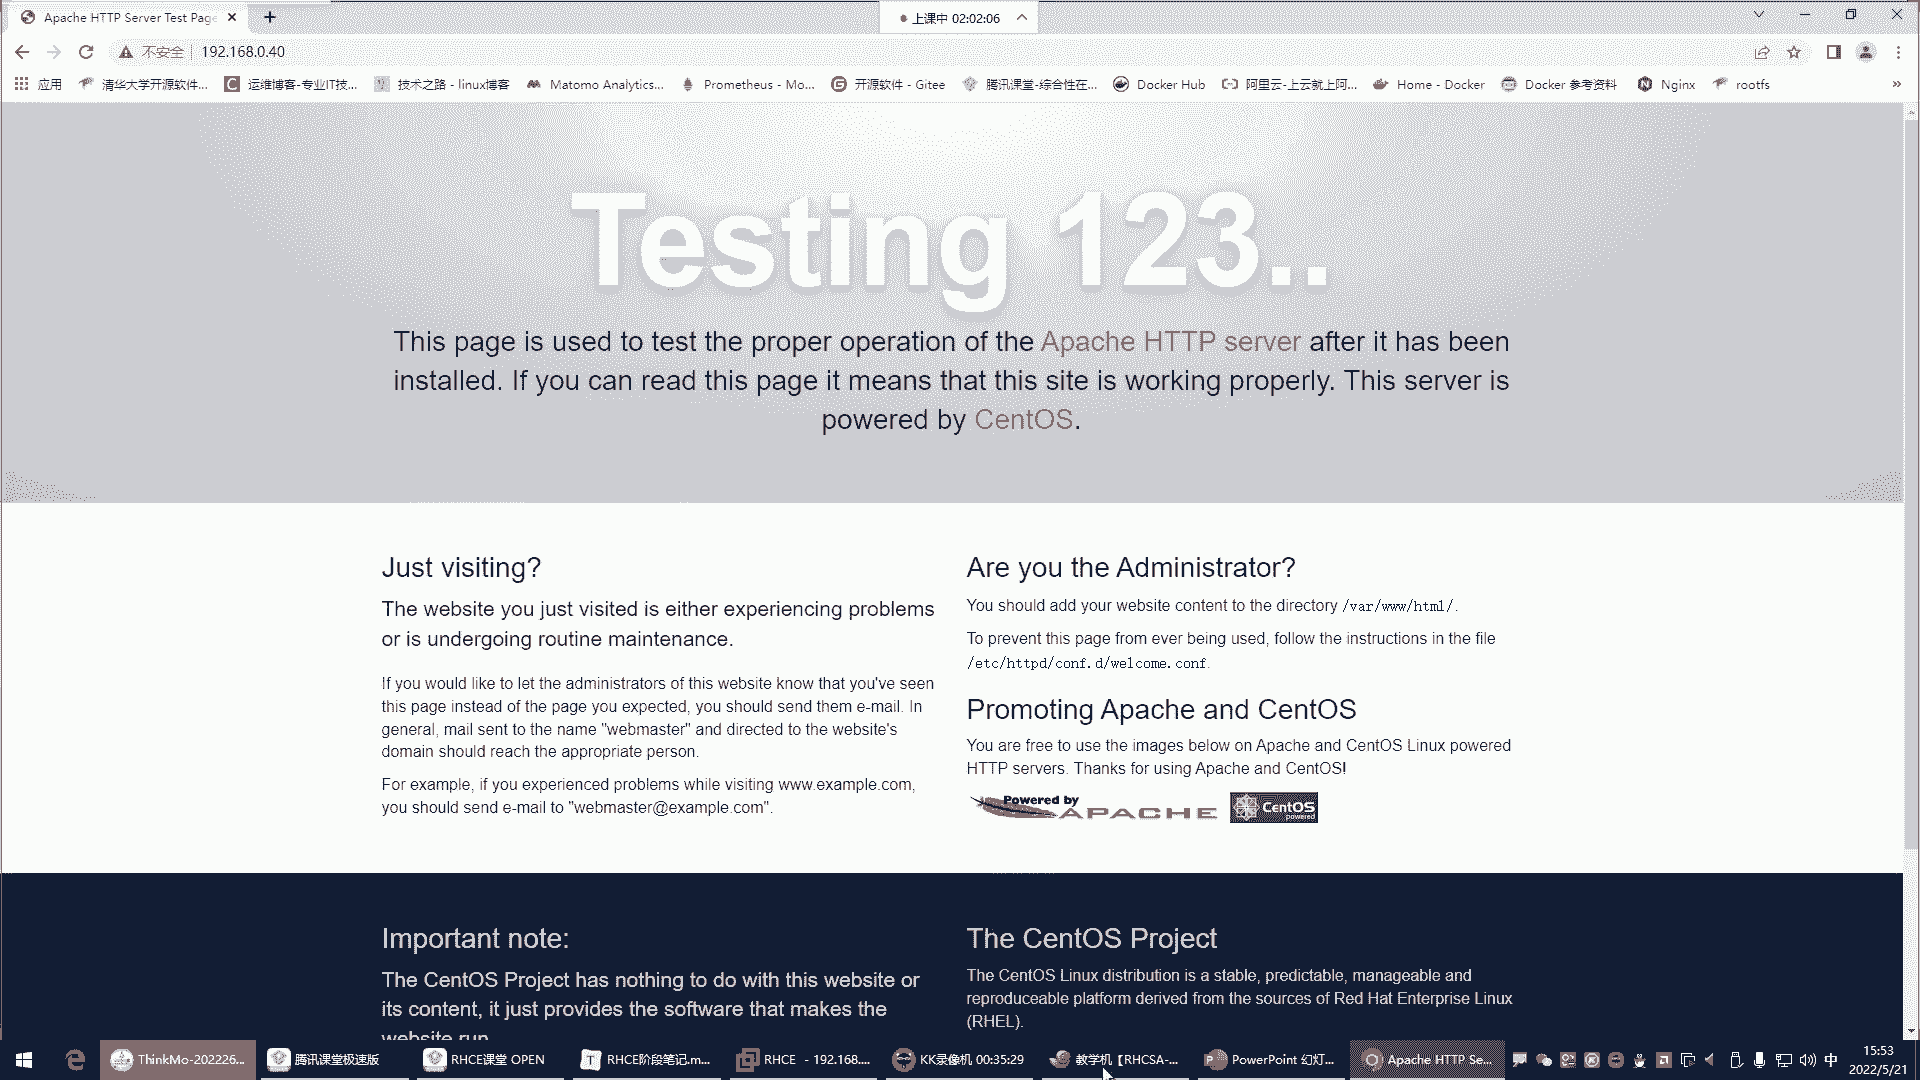 Apache HTTP Server Test Page
上课中 02:02:06
不安全 192.168.0.40
应用 清华大学开源软件... 运维博客-专业IT技... 技术之路 - linux博客 Matomo Analytics... Prometheus - Mo... 开源软件 - Gitee 腾讯课堂-综合性在... Docker Hub 阿里云-上云就上阿... Home - Docker Docker 参考资料 Nginx rootfs »
Testing 123..
This page is used to test the proper operation of the Apache HTTP server after it has been
installed. If you can read this page it means that this site is working properly. This server is
powered by CentOS.
Just visiting?
The website you just visited is either experiencing problems
or is undergoing routine maintenance.
If you would like to let the administrators of this website know that you've seen
this page instead of the page you expected, you should send them e-mail. In
general, mail sent to the name "webmaster" and directed to the website's
domain should reach the appropriate person.
For example, if you experienced problems while visiting www.example.com,
you should send e-mail to "webmaster@example.com".
Are you the Administrator?
You should add your website content to the directory /var/www/html/.
To prevent this page from ever being used, follow the instructions in the file
/etc/httpd/conf.d/welcome.conf.
Promoting Apache and CentOS
You are free to use the images below on Apache and CentOS Linux powered
HTTP servers. Thanks for using Apache and CentOS!
Powered by APACHE
CentOS powered
Important note:
The CentOS Project has nothing to do with this website or
its content, it just provides the software that makes the
website run.
The CentOS Project
The CentOS Linux distribution is a stable, predictable, manageable and
reproduceable platform derived from the sources of Red Hat Enterprise Linux
(RHEL).
ThinkMo-202226... 腾讯课堂极速版 RHCE课堂 OPEN RHCE阶段笔记.m... RHCE - 192.168.... KK录像机 00:35:29 教学机【RHCSA-... PowerPoint 幻灯... Apache HTTP Se... 中
15:53
2022/5/21